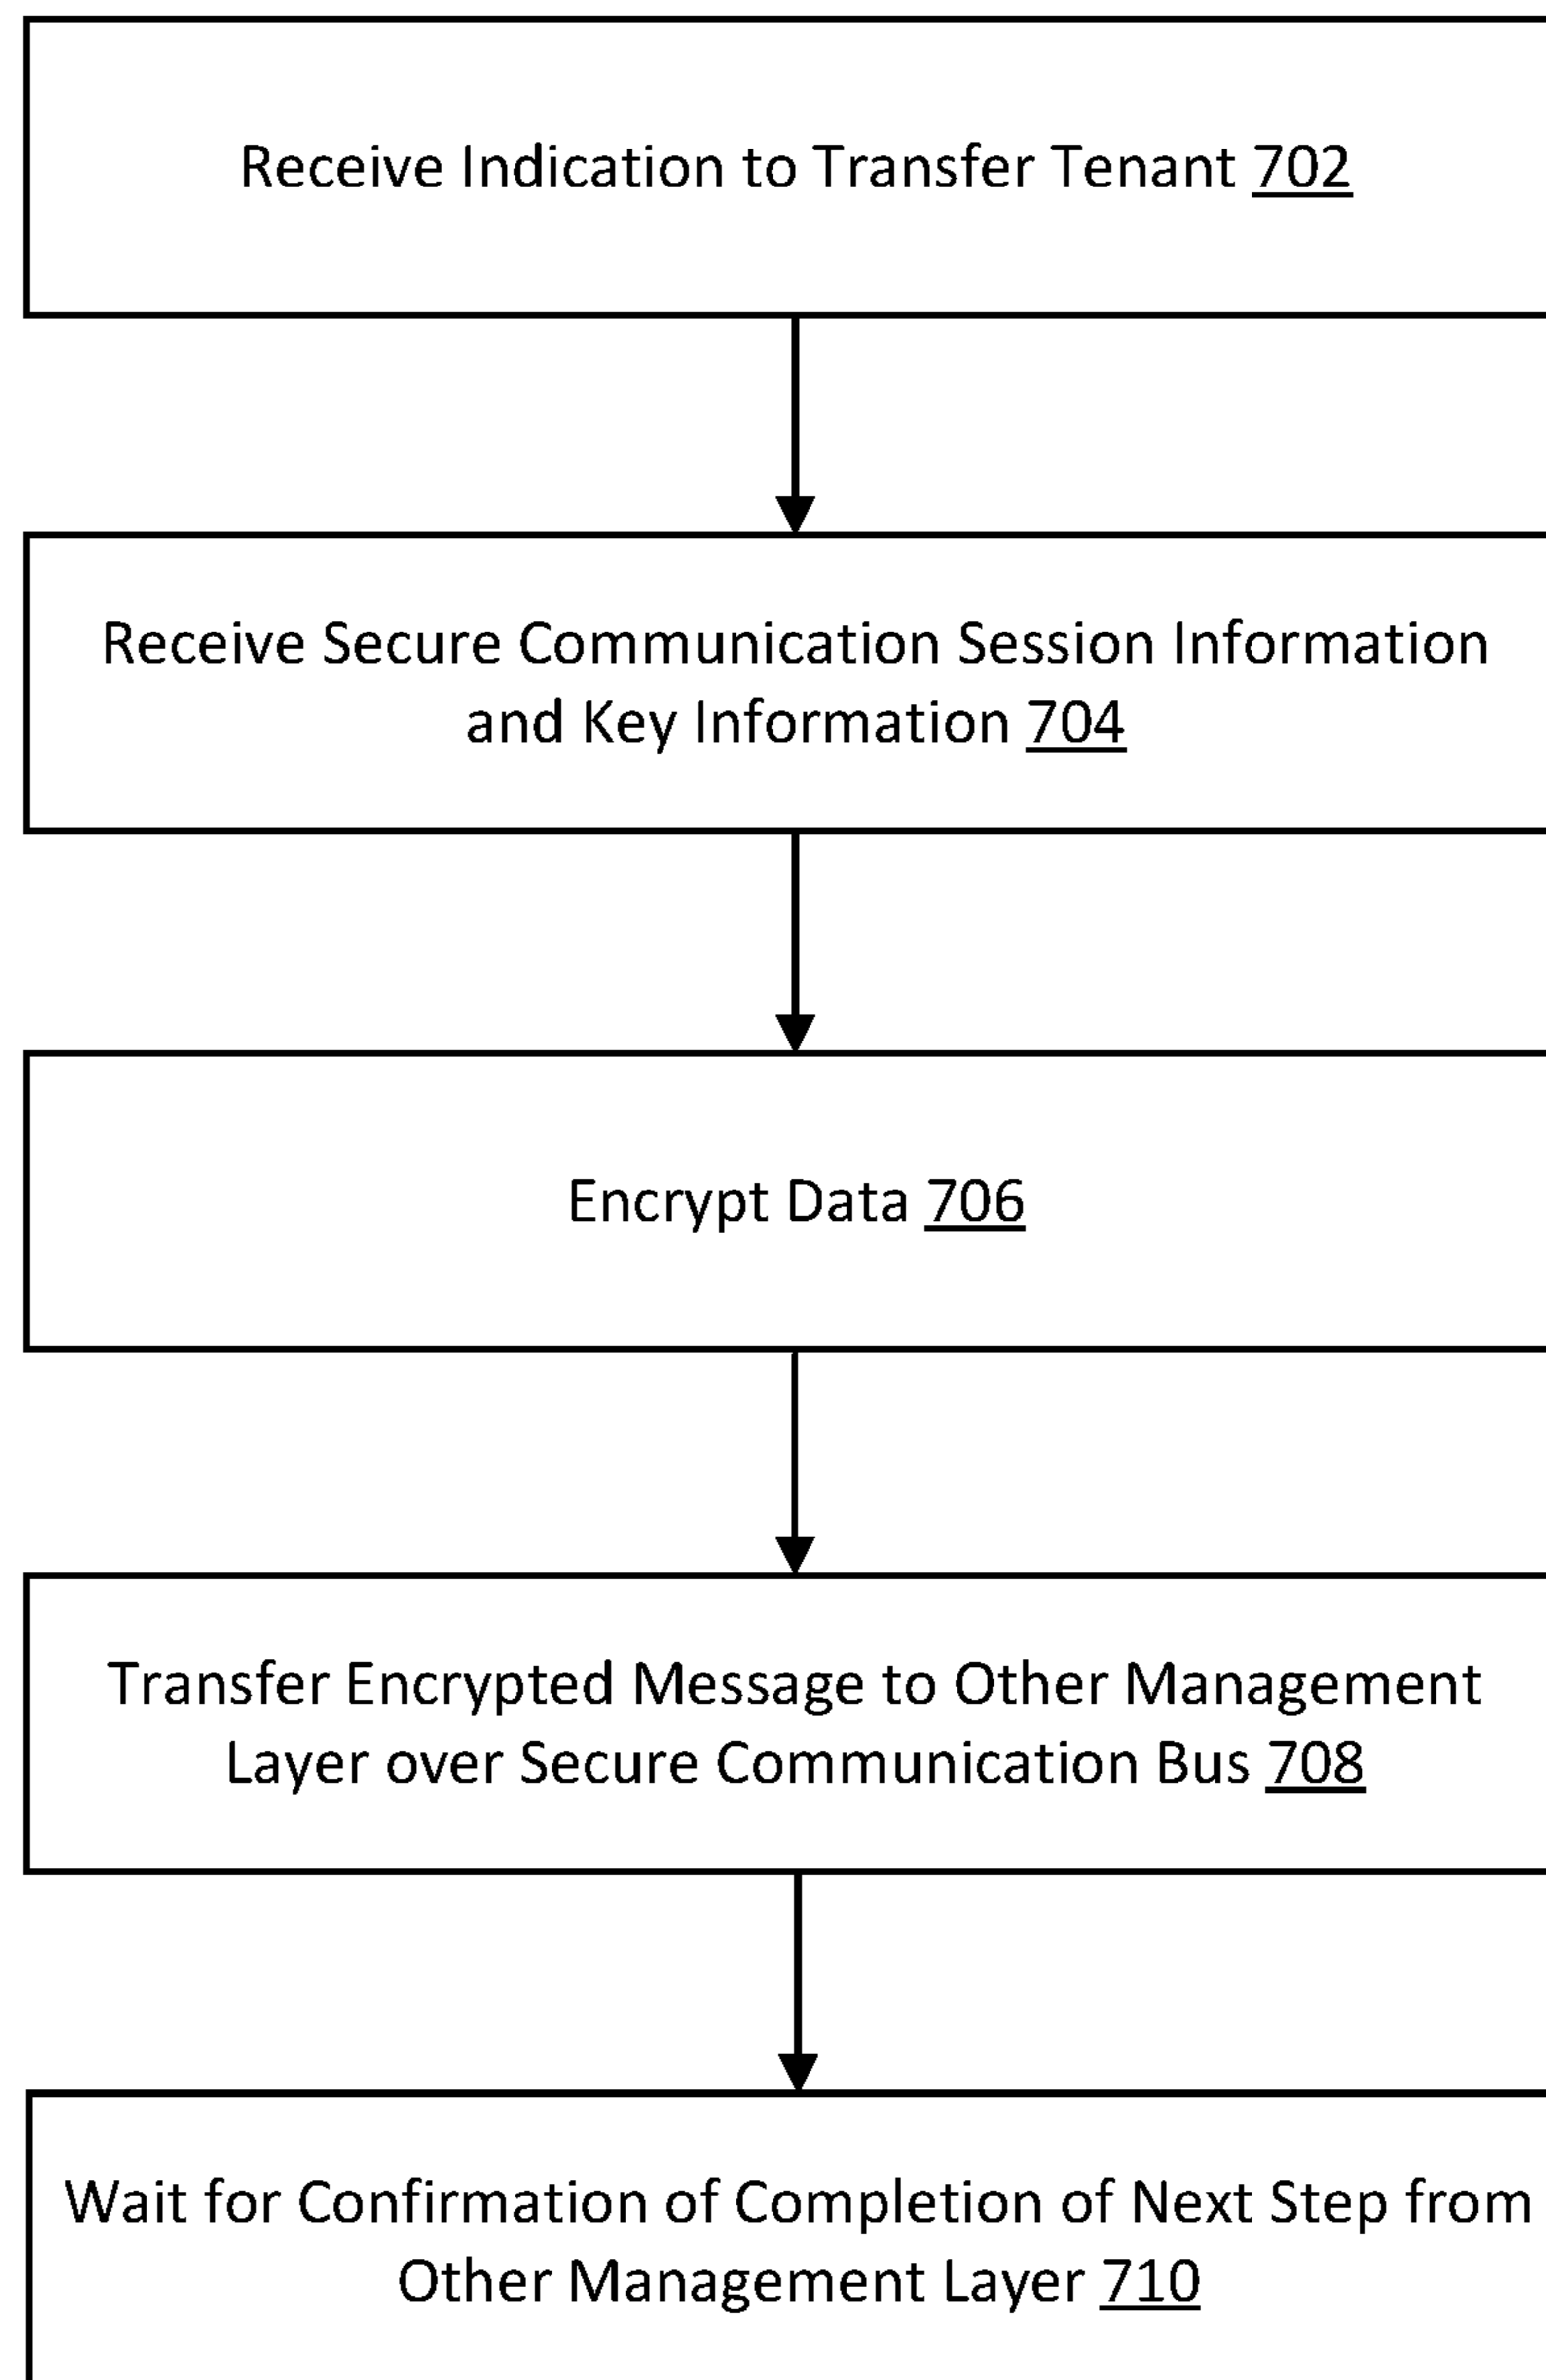 Receive Indication to Transfer Tenant 702
Receive Secure Communication Session Information
and Key Information 704
Encrypt Data 706
Transfer Encrypted Message to Other Management
Layer over Secure Communication Bus 708
Wait for Confirmation of Completion of Next Step from
Other Management Layer 710